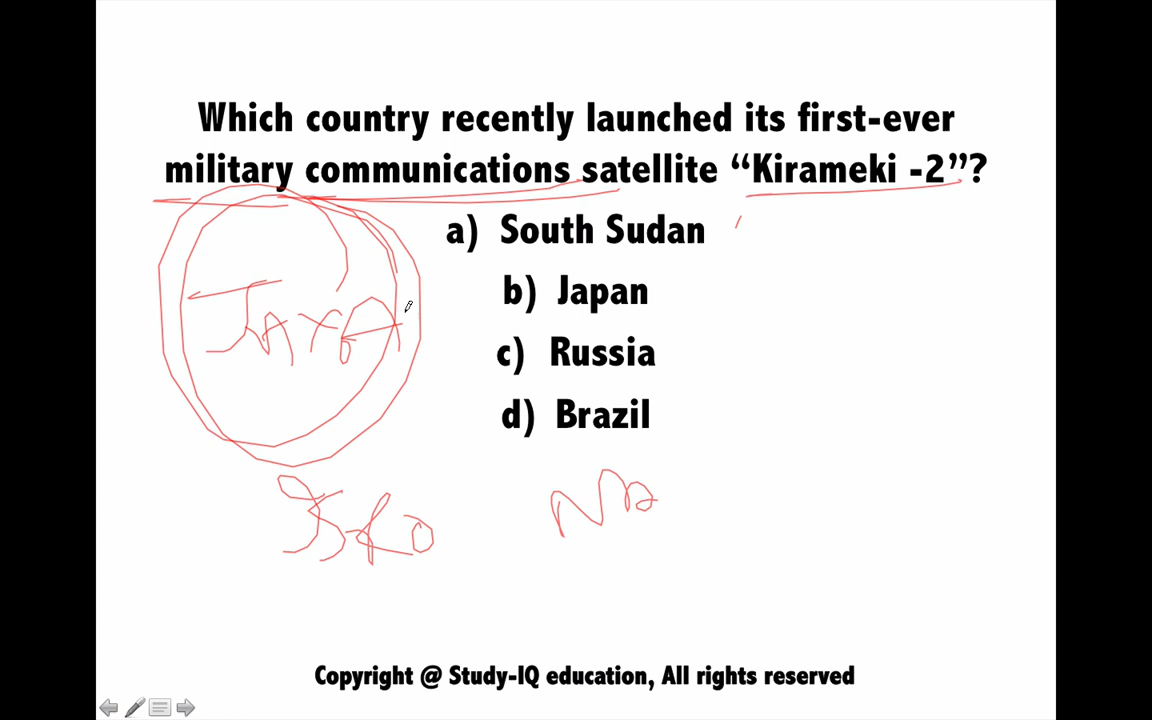 Which country recently launched its first-ever
military communications satellite “Kirameki -2”?
a) South Sudan
b) Japan
JAXA
c) Russia
d) Brazil
Copyright @ Study-IQ education, All rights reserved